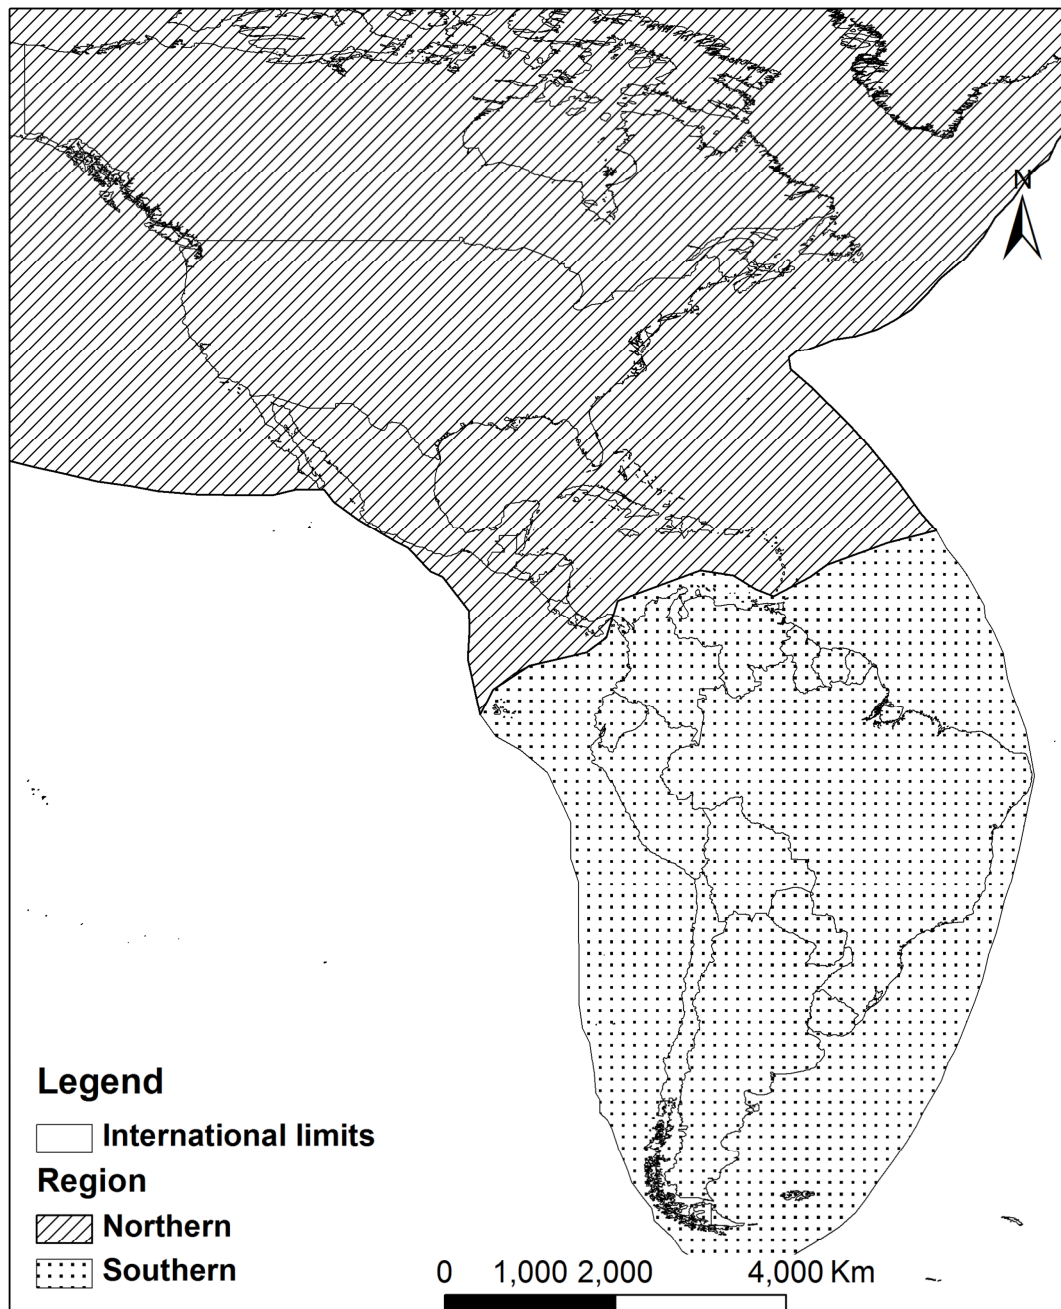 N
Legend
International limits
Region
Northern
Southern
0 1,000 2,000 4,000 Km